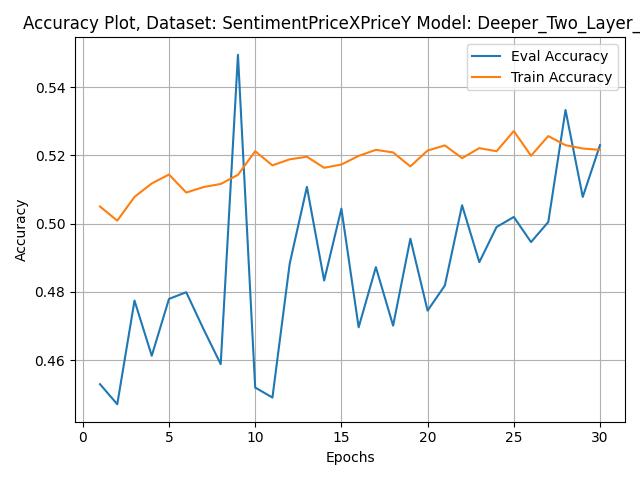 Accuracy Plot, Dataset: SentimentPriceXPriceY Model: Deeper_Two_Layer_
Eval Accuracy
Train Accuracy
Accuracy
0.54
0.52
0.50
0.48
0.46
0 5 10 15 20 25 30
Epochs